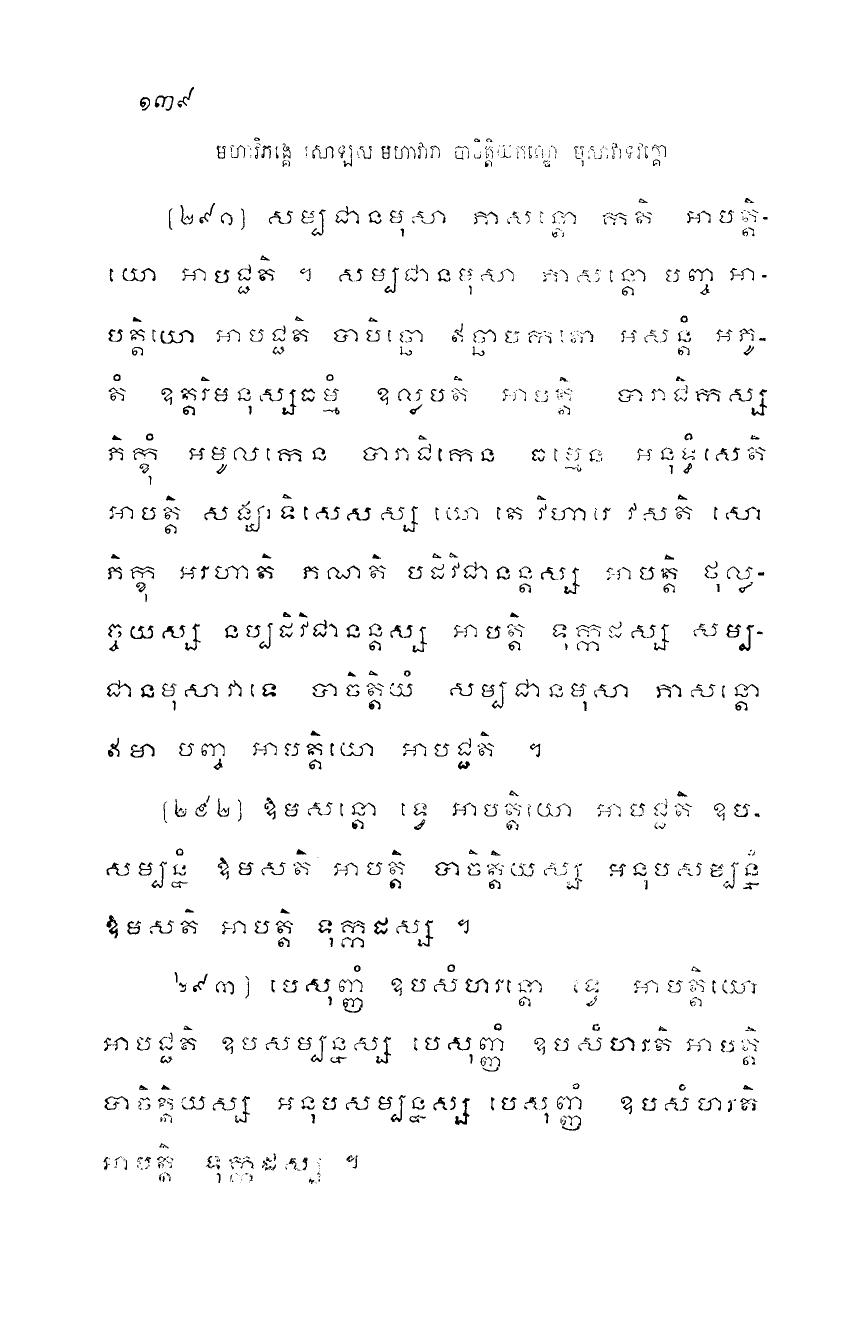 ១៣៩
មហាវិភង្គេ សោឡស មហាវារា បាចិត្តិយកណ្ឌេ មុសាវាទវគ្គោ
(២៩១) សម្បជានមុសា ភាសន្តោ កតិ អាបត្តិ-
យោ អាបជ្ជតិ ។ សម្បជានមុសា ភាសន្តោ បញ្ច អា-
បត្តិយោ អាបជ្ជតិ បាបិច្ឆោ ឥច្ឆាបកតោ អសន្តំ អភូ-
តំ ឧត្តរិមនុស្សធម្មំ ឧល្លបតិ អាបត្តិ បារាជិកស្ស
ភិក្ខុំ អមូលកេន បារាជិកេន ធម្មេន អនុទ្ធំសេតិ
អាបត្តិ សង្ឃាទិសេសស្ស យោ តេ វិហារេ វសតិ សោ
ភិក្ខុ អរហាតិ ភណតិ បដិវិជានន្តស្ស អាបត្តិ ថុល្ល-
ច្ចយស្ស នប្បដិវិជានន្តស្ស អាបត្តិ ទុក្កដស្ស សម្ប-
ជានមុសាវាទេ បាចិត្តិយំ សម្បជានមុសា ភាសន្តោ
ឥមា បញ្ច អាបត្តិយោ អាបជ្ជតិ ។
(២៩២) ឱមសន្តោ ទ្វេ អាបត្តិយោ អាបជ្ជតិ ឧប-
សម្បន្នំ ឱមសតិ អាបត្តិ បាចិត្តិយស្ស អនុបសម្បន្នំ
ឱមសតិ អាបត្តិ ទុក្កដស្ស ។
២៩៣) បេសុញ្ញំ ឧបសំហរន្តោ ទ្វេ អាបត្តិយោ
អាបជ្ជតិ ឧបសម្បន្នស្ស បេសុញ្ញំ ឧបសំហរតិ អាបត្តិ
បាចិត្តិយស្ស អនុបសម្បន្នស្ស បេសុញ្ញំ ឧបសំហរតិ
អាបត្តិ ទុក្កដស្ស ។